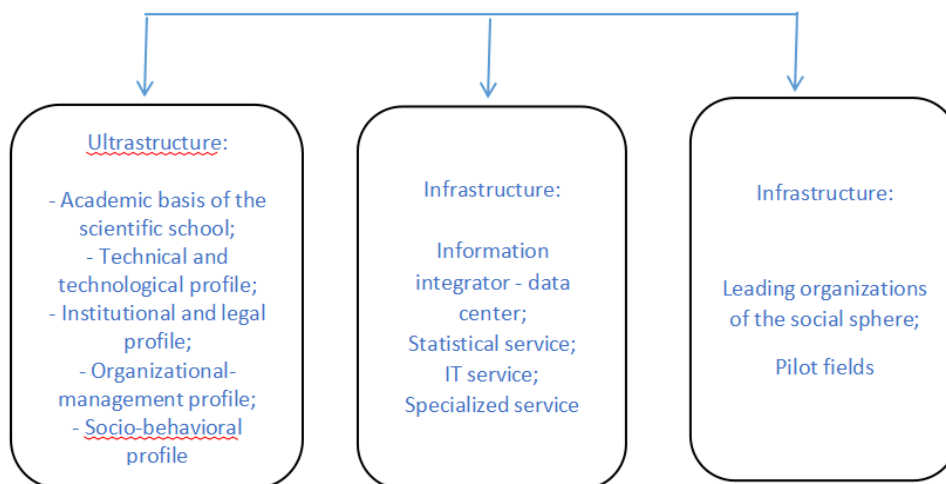 Ultrastructure:
- Academic basis of the
scientific school;
- Technical and
technological profile;
- Institutional and legal
profile;
- Organizational-
management profile;
- Socio-behavioral
profile
Infrastructure:
Information
integrator - data
center;
Statistical service;
IT service;
Specialized service
Infrastructure:
Leading organizations
of the social sphere;
Pilot fields